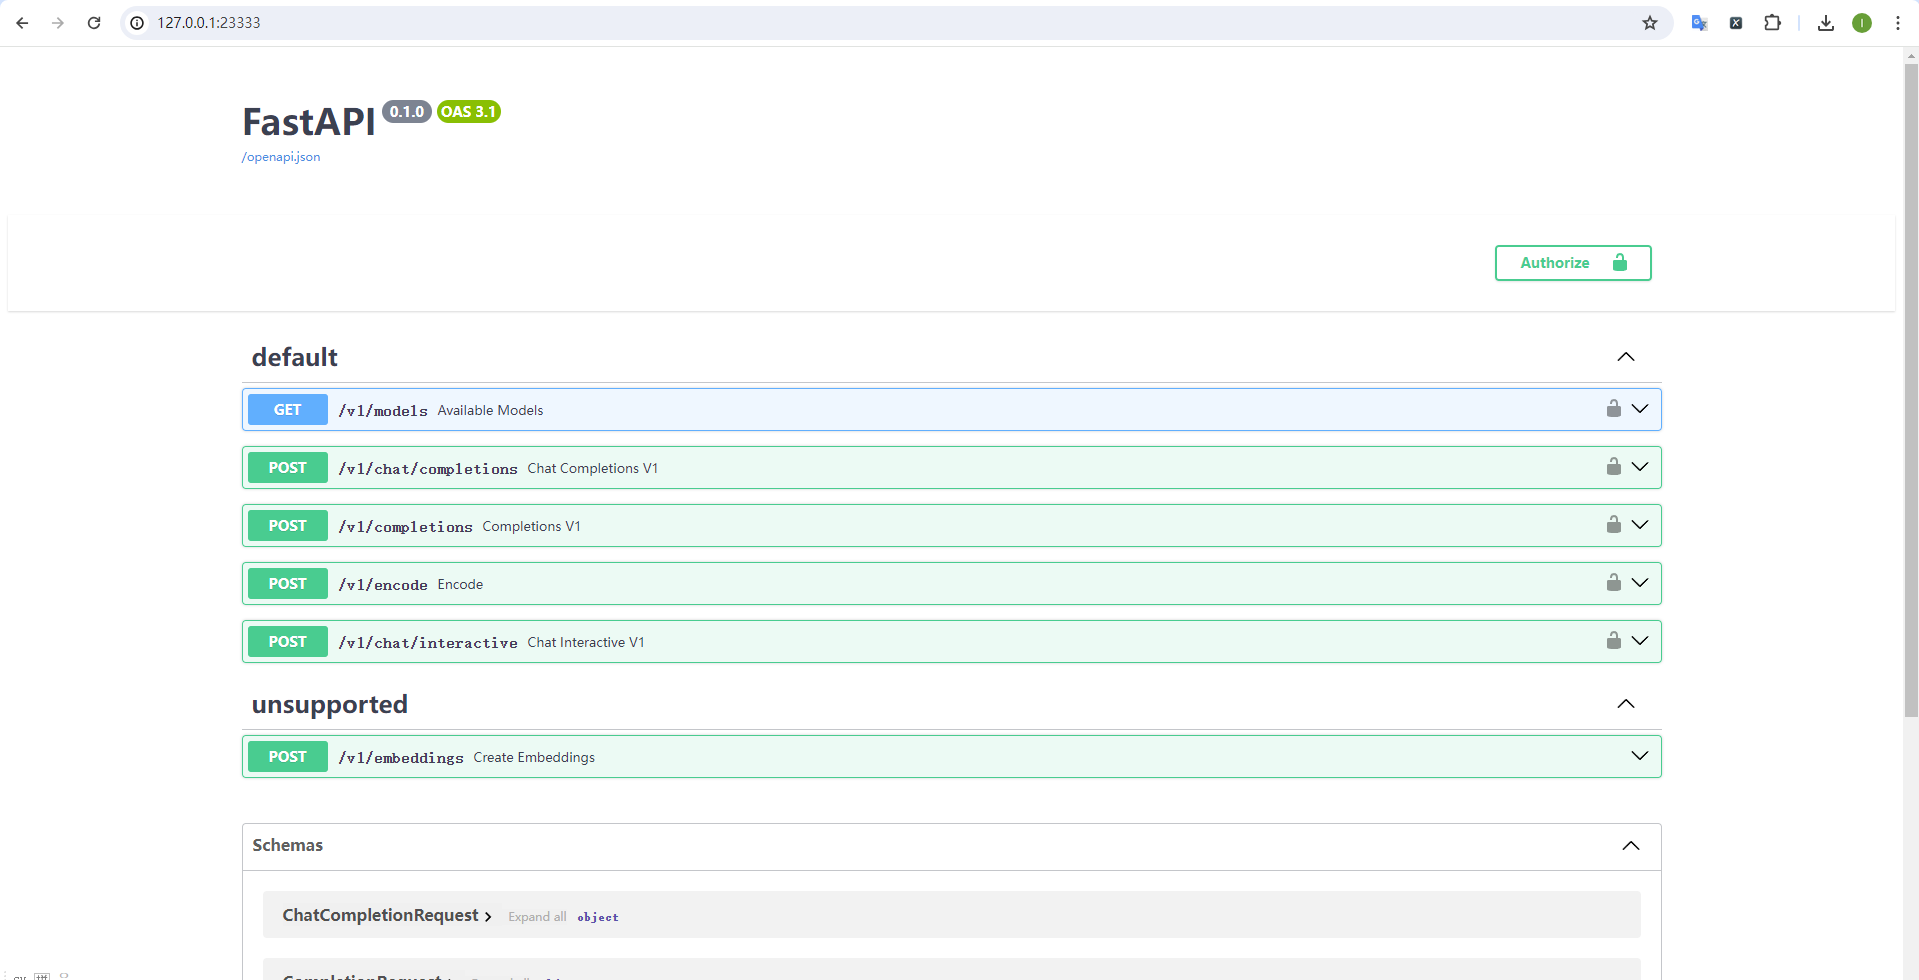 127.0.0.1:23333
FastAPI 0.1.0 OAS 3.1
/openapi.json
Authorize
default
GET /v1/models Available Models
POST /v1/chat/completions Chat Completions V1
POST /v1/completions Completions V1
POST /v1/encode Encode
POST /v1/chat/interactive Chat Interactive V1
unsupported
POST /v1/embeddings Create Embeddings
Schemas
ChatCompletionRequest Expand all object